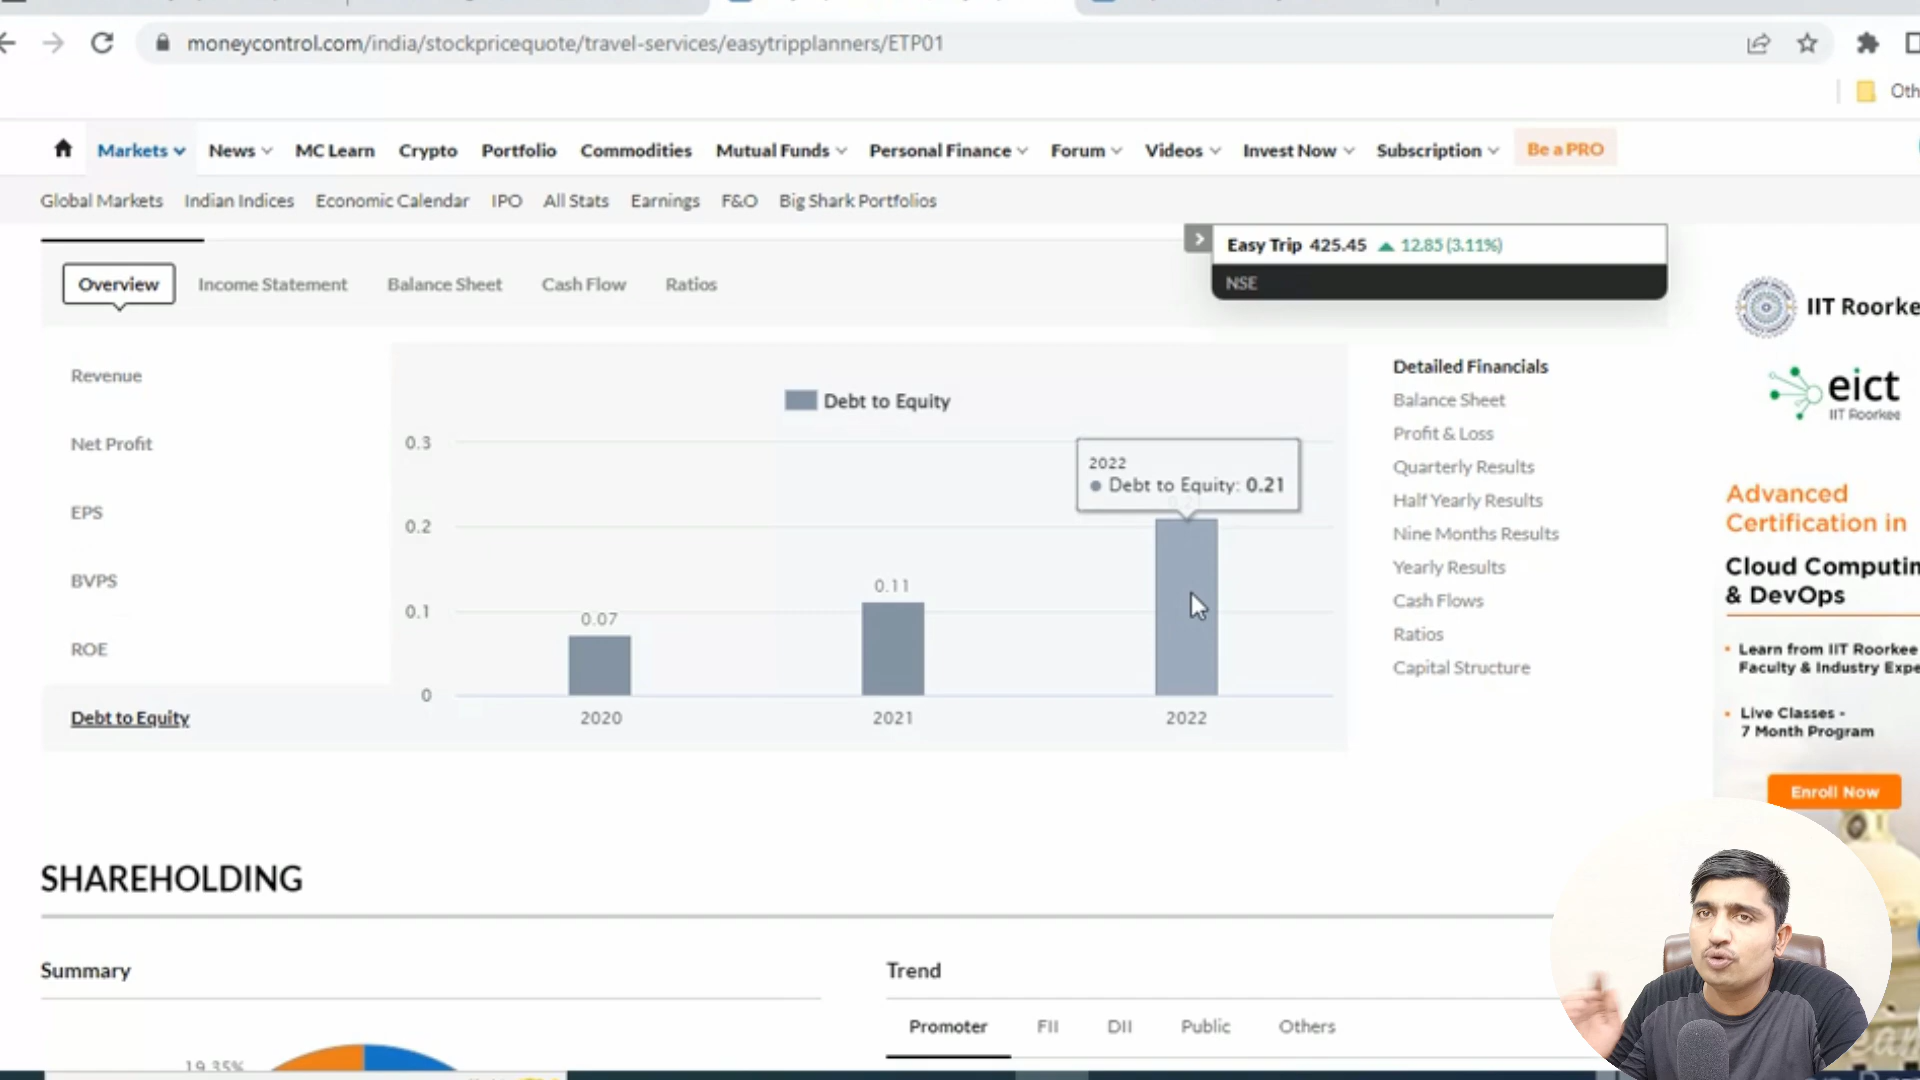 moneycontrol.com/india/stockpricequote/travel-services/easytripplanners/ETP01
Markets News MC Learn Crypto Portfolio Commodities Mutual Funds Personal Finance Forum Videos Invest Now Subscription Be a PRO
Global Markets Indian Indices Economic Calendar IPO All Stats Earnings F&O Big Shark Portfolios
Easy Trip 425.45 ▲ 12.85 (3.11%)
NSE
Overview Income Statement Balance Sheet Cash Flow Ratios
Revenue
Net Profit
EPS
BVPS
ROE
Debt to Equity
Debt to Equity
0.3
0.2
0.1
0
2022
Debt to Equity: 0.21
0.07
0.11
2020 2021 2022
Detailed Financials
Balance Sheet
Profit & Loss
Quarterly Results
Half Yearly Results
Nine Months Results
Yearly Results
Cash Flows
Ratios
Capital Structure
IIT Roorke
eict
IIT Roorkee
Advanced
Certification in
Cloud Computin
& DevOps
Learn from IIT Roorkee
Faculty & Industry Expe
Live Classes -
7 Month Program
Enroll Now
SHAREHOLDING
Summary
19.35%
Trend
Promoter FII DII Public Others